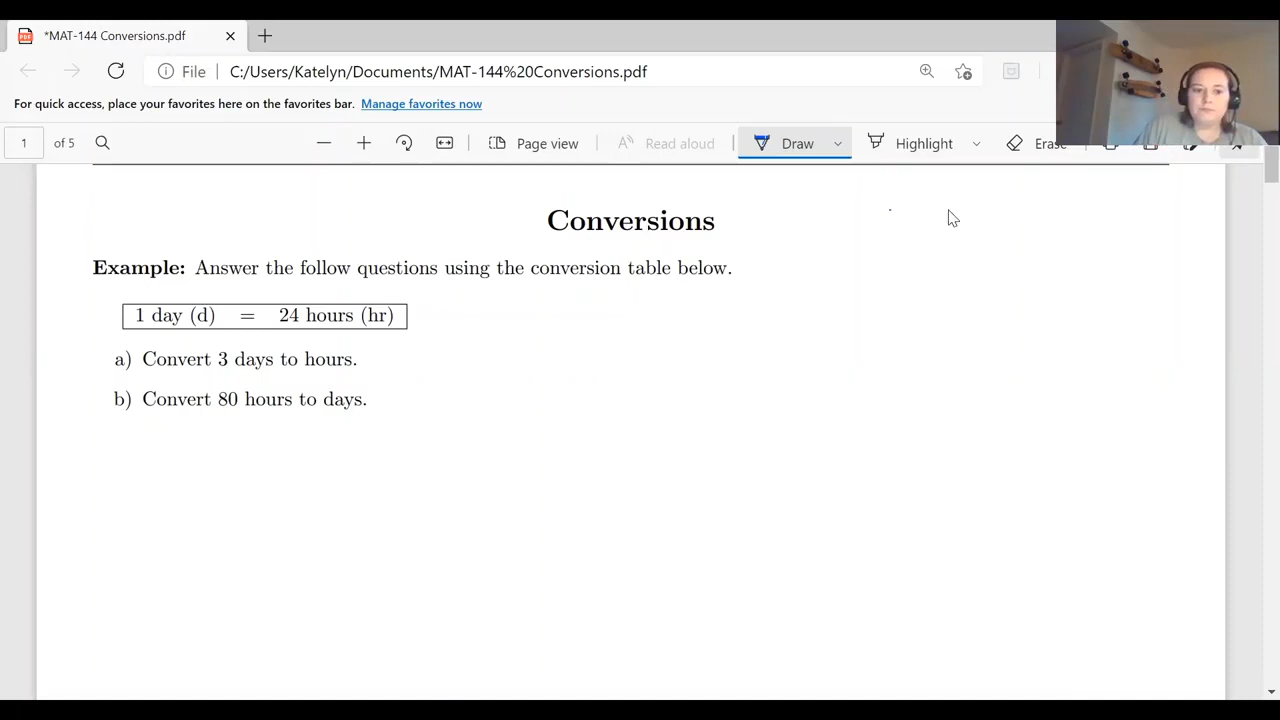 *MAT-144 Conversions.pdf
File C:/Users/Katelyn/Documents/MAT-144%20Conversions.pdf
For quick access, place your favorites here on the favorites bar. Manage favorites now
1 of 5 Page view Read aloud Draw Highlight Erase
Conversions
Example: Answer the follow questions using the conversion table below.
1 day (d) = 24 hours (hr)
a) Convert 3 days to hours.
b) Convert 80 hours to days.